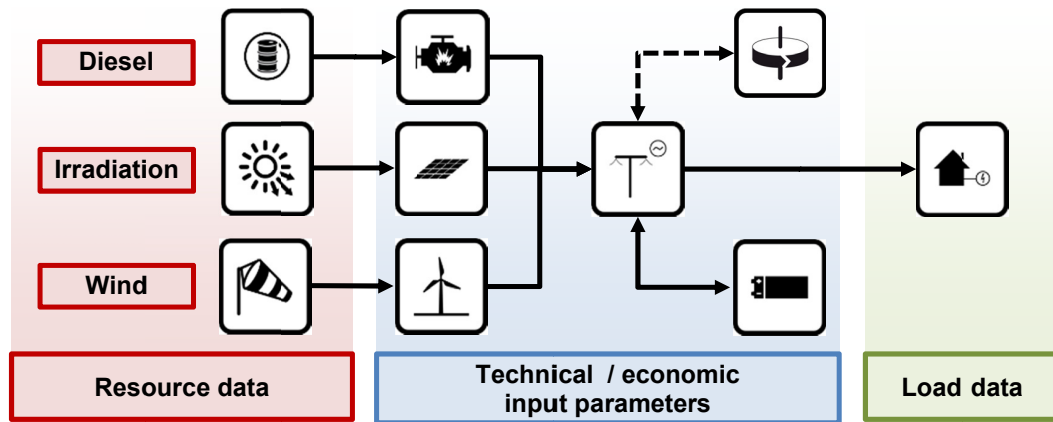 Diesel
Irradiation
Wind
Resource data
Technical / economic
input parameters
Load data